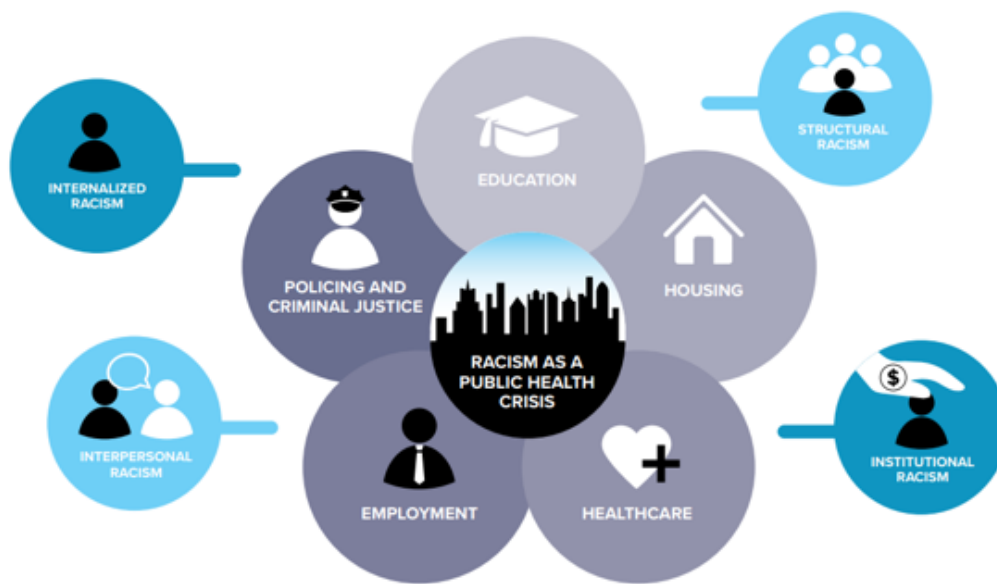 STRUCTURAL
RACISM
EDUCATION
INTERNALIZED
RACISM
POLICING AND
CRIMINAL JUSTICE
HOUSING
RACISM AS A
PUBLIC HEALTH
CRISIS
$
INTERPERSONAL
RACISM
INSTITUTIONAL
RACISM
EMPLOYMENT
HEALTHCARE